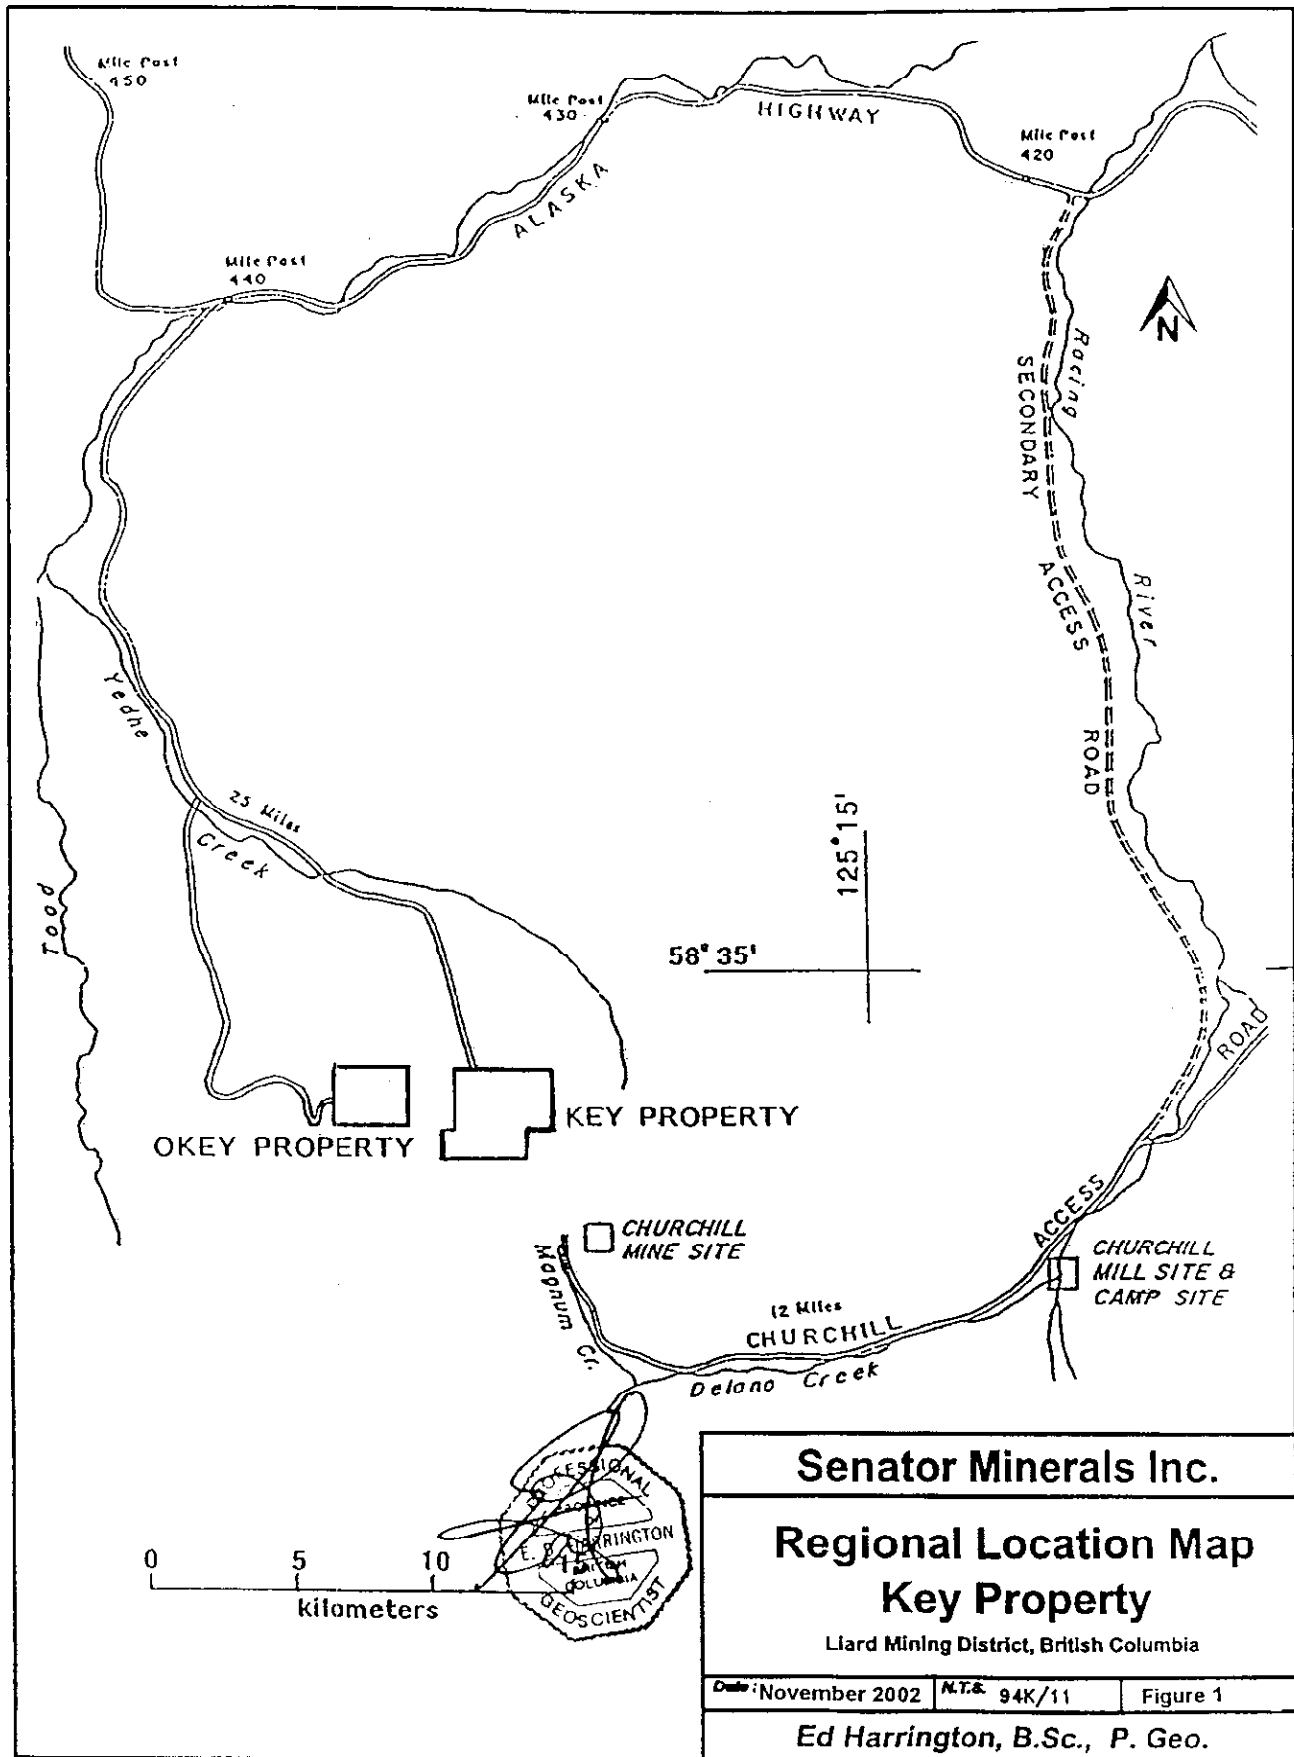 Mile Post
450
Mile Post
430
HIGHWAY
Mile Post
420
ALASKA
Mile Post
440
N
Racing
River
SECONDARY
ACCESS
ROAD
Yedhe
Creek
25 Miles
Toad
125° 15'
58° 35'
ROAD
OKEY PROPERTY
KEY PROPERTY
CHURCHILL
MINE SITE
Magnum Cr.
ACCESS
CHURCHILL
MILL SITE &
CAMP SITE
12 Miles
CHURCHILL
Delano Creek
PROFESSIONAL
PROVINCE
E. D. HARRINGTON
BRITISH
COLUMBIA
GEOSCIENTIST
0 5 10 15
kilometers
Senator Minerals Inc.
Regional Location Map
Key Property
Liard Mining District, British Columbia
Date: November 2002 N.T.S. 94K/11 Figure 1
Ed Harrington, B.Sc., P. Geo.